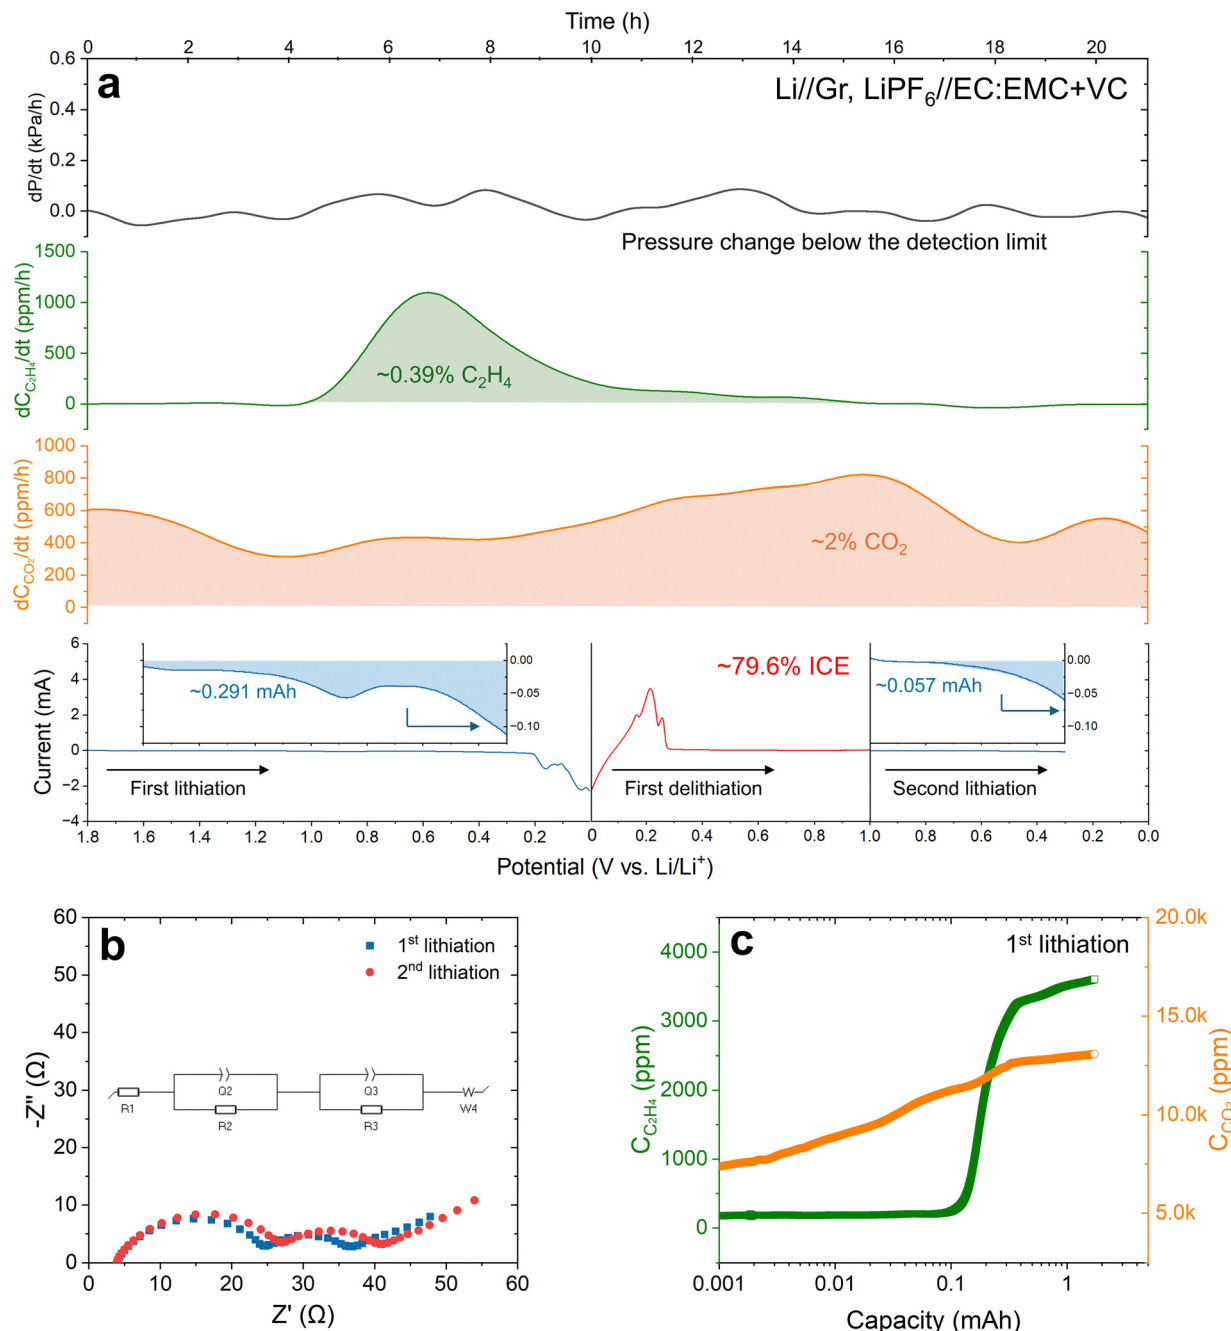 Time (h)
0 2 4 6 8 10 12 14 16 18 20
a
Li//Gr, LiPF6//EC:EMC+VC
0.6
0.4
0.2
0.0
dP/dt (kPa/h)
Pressure change below the detection limit
1500
1000
500
0
dCC2H4/dt (ppm/h)
~0.39% C2H4
1000
800
600
400
200
0
dCCO2/dt (ppm/h)
~2% CO2
6
4
2
0
−2
−4
Current (mA)
~0.291 mAh
0.00
−0.05
−0.10
~79.6% ICE
~0.057 mAh
0.00
−0.05
−0.10
First lithiation
First delithiation
Second lithiation
1.8 1.6 1.4 1.2 1.0 0.8 0.6 0.4 0.2 0 0.2 0.4 0.6 0.8 1.0 0.8 0.6 0.4 0.2 0.0
Potential (V vs. Li/Li+)
b
60
50
40
30
20
10
0
-Z" (Ω)
1st lithiation
2nd lithiation
Q2
Q3
W
R1
W4
R2
R3
0 10 20 30 40 50 60
Z' (Ω)
c
1st lithiation
4000
3000
2000
1000
0
CC2H4 (ppm)
20.0k
15.0k
10.0k
5.0k
CCO2 (ppm)
0.001 0.01 0.1 1
Capacity (mAh)